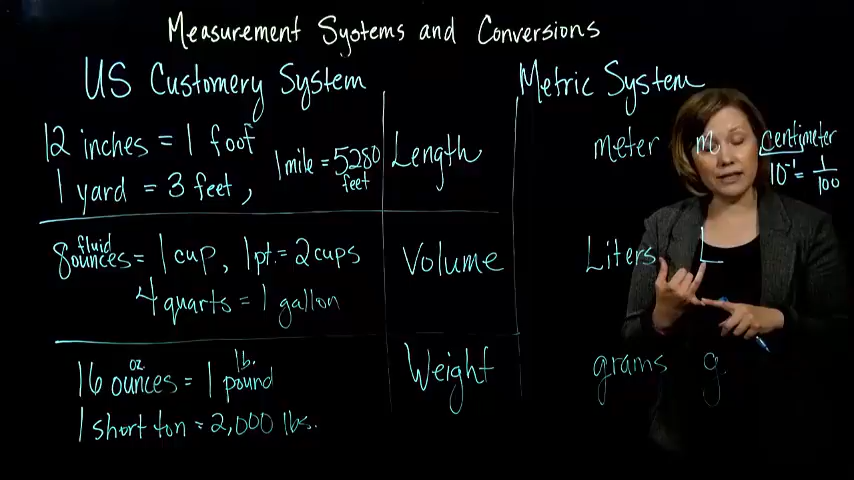 Measurement Systems and Conversions
US Customery System
Metric System
12 inches = 1 foot
1 yard = 3 feet,
1 mile = 5280
feet
Length
meter m
centimeter
10⁻¹ = 1/100
8 fluid ounces = 1 cup, 1 pt. = 2 cups
4 quarts = 1 gallon
Volume
Liters L
16 ounces = 1 pound
oz. lb.
1 short ton = 2,000 lbs.
Weight
grams g